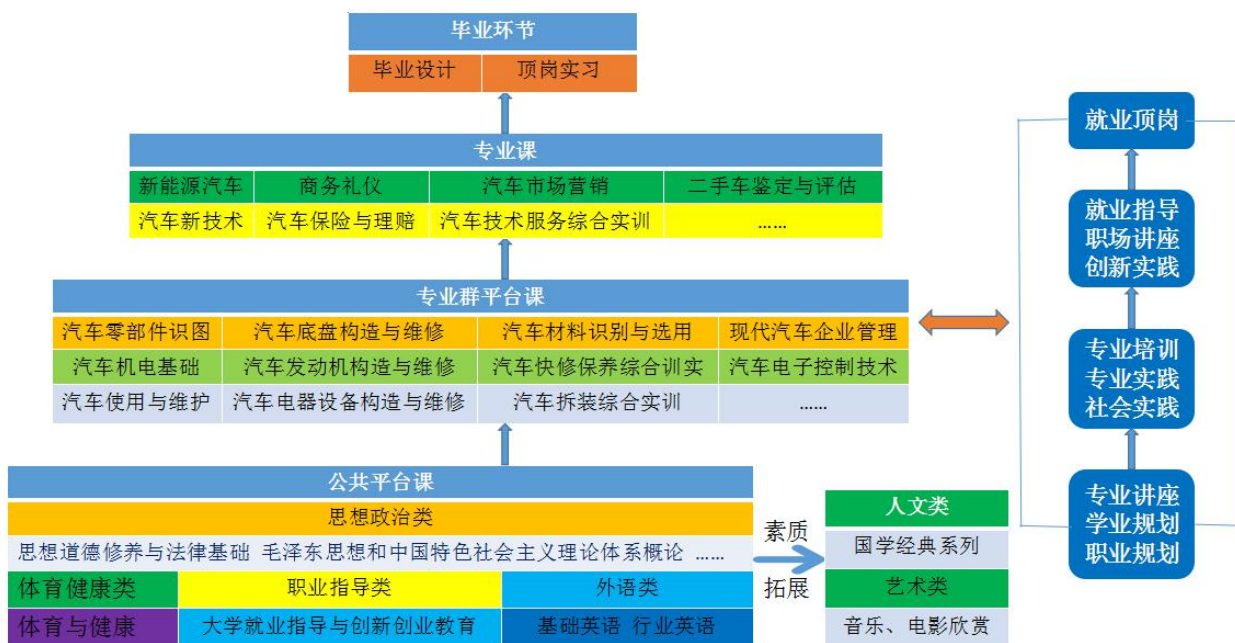 毕业环节
毕业设计 顶岗实习
专业课
新能源汽车 商务礼仪 汽车市场营销 二手车鉴定与评估
汽车新技术 汽车保险与理赔 汽车技术服务综合实训 ......
专业群平台课
汽车零部件识图 汽车底盘构造与维修 汽车材料识别与选用 现代汽车企业管理
汽车机电基础 汽车发动机构造与维修 汽车快修保养综合训实 汽车电子控制技术
汽车使用与维护 汽车电器设备构造与维修 汽车拆装综合实训 ......
公共平台课
思想政治类
思想道德修养与法律基础 毛泽东思想和中国特色社会主义理论体系概论 ......
体育健康类 职业指导类 外语类
体育与健康 大学就业指导与创新创业教育 基础英语 行业英语
素质
拓展
人文类
国学经典系列
艺术类
音乐、电影欣赏
就业顶岗
就业指导
职场讲座
创新实践
专业培训
专业实践
社会实践
专业讲座
学业规划
职业规划